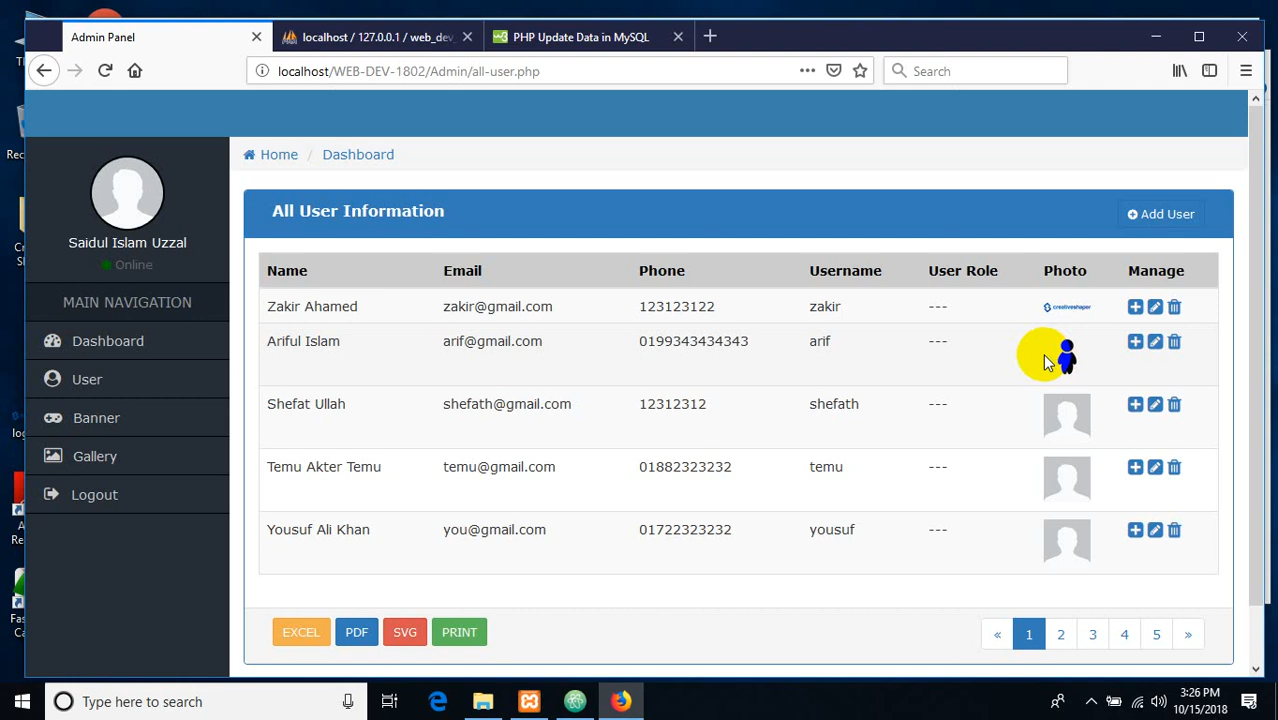 Admin Panel
localhost / 127.0.0.1 / web_dev_
PHP Update Data in MySQL
localhost/WEB-DEV-1802/Admin/all-user.php
Search
Home / Dashboard
Saidul Islam Uzzal
Online
MAIN NAVIGATION
Dashboard
User
Banner
Gallery
Logout
All User Information
Add User
Name Email Phone Username User Role Photo Manage
Zakir Ahamed zakir@gmail.com 123123122 zakir --- creativeshaper
Ariful Islam arif@gmail.com 0199343434343 arif ---
Shefat Ullah shefath@gmail.com 12312312 shefath ---
Temu Akter Temu temu@gmail.com 01882323232 temu ---
Yousuf Ali Khan you@gmail.com 01722323232 yousuf ---
EXCEL PDF SVG PRINT
« 1 2 3 4 5 »
Type here to search
3:26 PM
10/15/2018